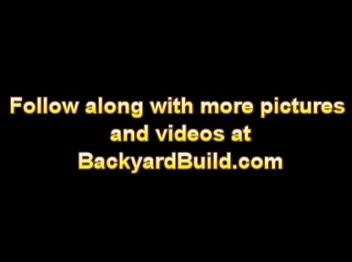 Follow along with more pictures
and videos at
BackyardBuild.com